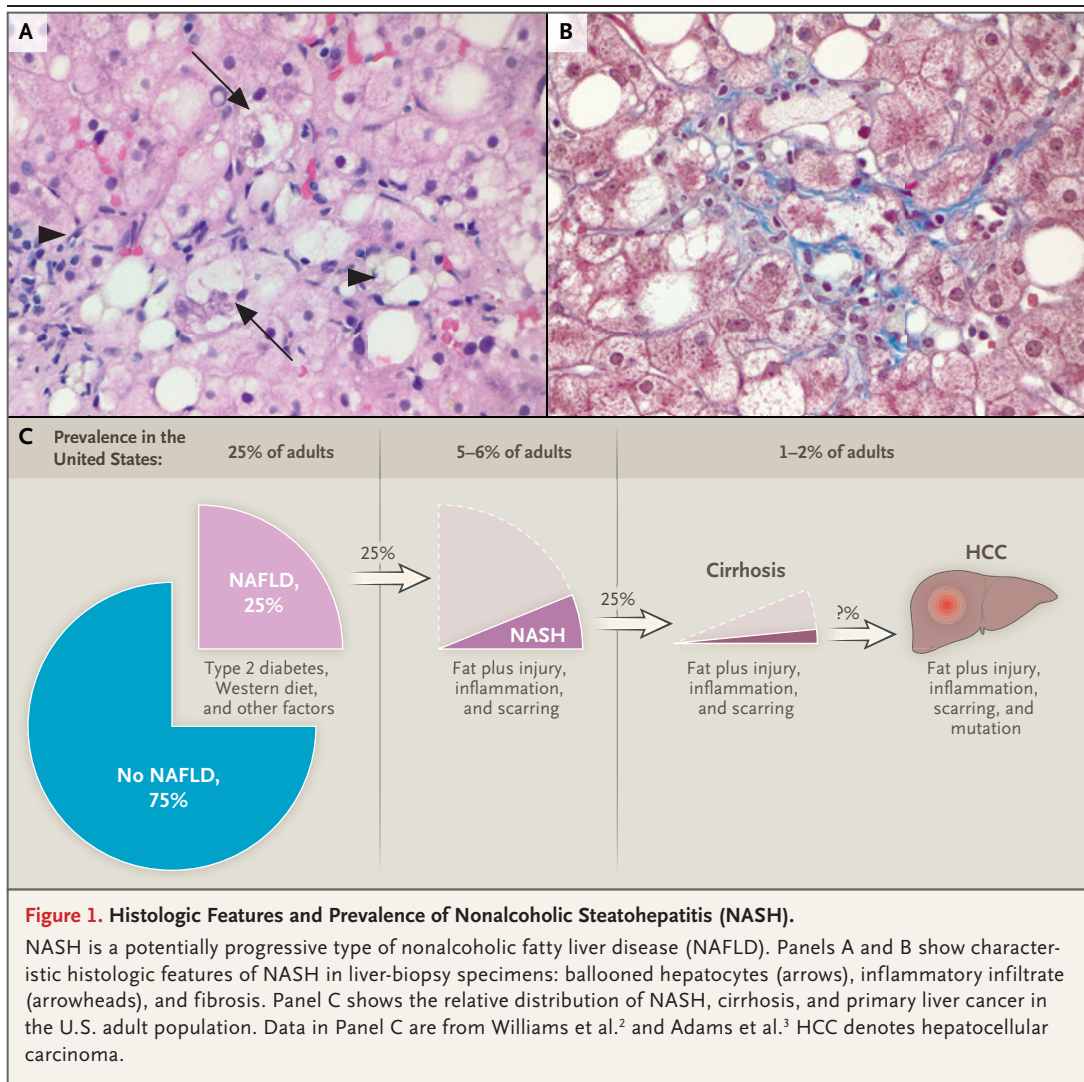 A
B
C
Prevalence in the
United States:
25% of adults
5–6% of adults
1–2% of adults
NAFLD,
25%
25%
NASH
25%
Cirrhosis
?%
HCC
Type 2 diabetes,
Western diet,
and other factors
Fat plus injury,
inflammation,
and scarring
Fat plus injury,
inflammation,
and scarring
Fat plus injury,
inflammation,
scarring, and
mutation
No NAFLD,
75%
Figure 1. Histologic Features and Prevalence of Nonalcoholic Steatohepatitis (NASH).
NASH is a potentially progressive type of nonalcoholic fatty liver disease (NAFLD). Panels A and B show character-
istic histologic features of NASH in liver-biopsy specimens: ballooned hepatocytes (arrows), inflammatory infiltrate
(arrowheads), and fibrosis. Panel C shows the relative distribution of NASH, cirrhosis, and primary liver cancer in
the U.S. adult population. Data in Panel C are from Williams et al.² and Adams et al.³ HCC denotes hepatocellular
carcinoma.